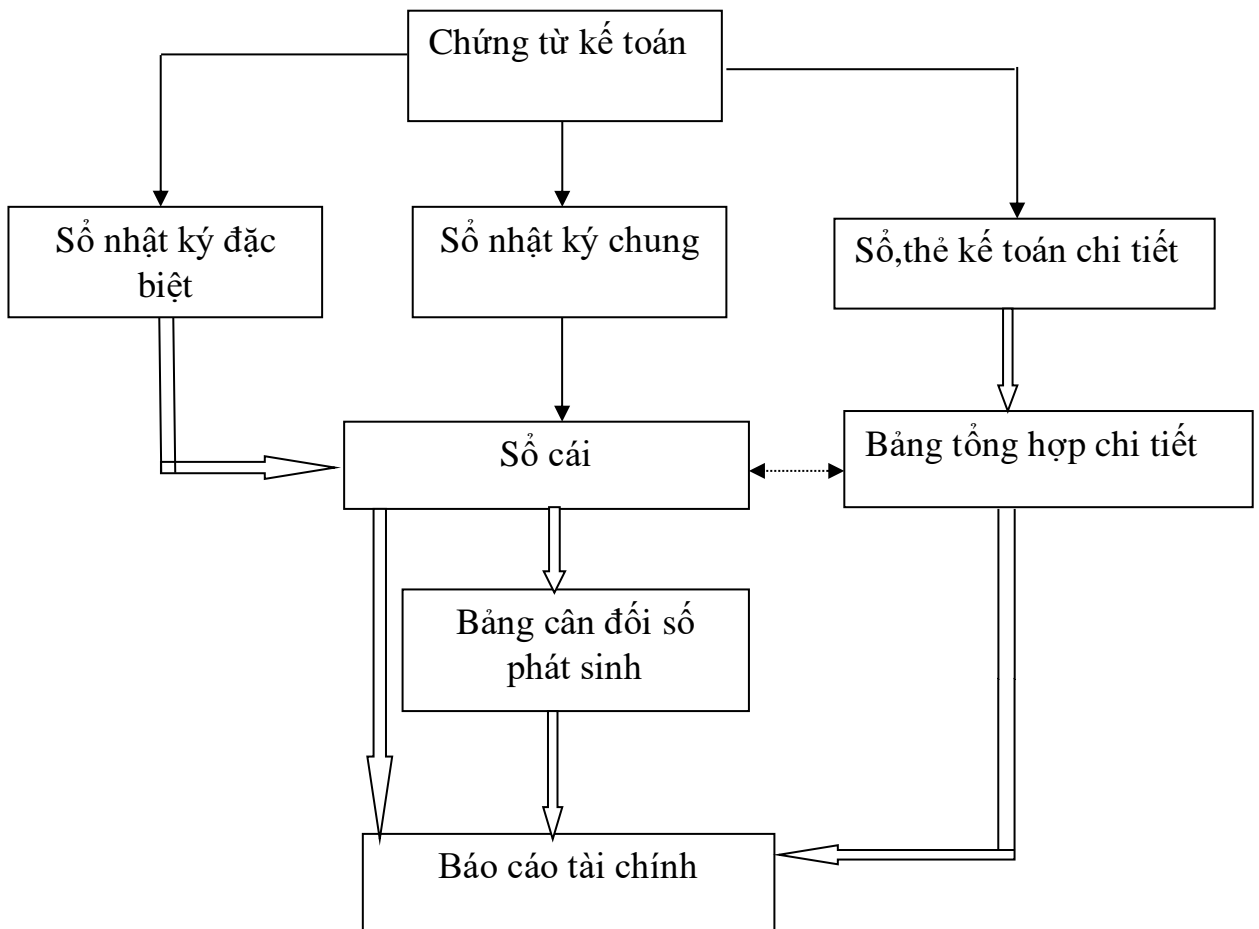 Chứng từ kế toán
Sổ nhật ký đặc
biệt
Sổ nhật ký chung
Sổ,thẻ kế toán chi tiết
Sổ cái
Bảng tổng hợp chi tiết
Bảng cân đối số
phát sinh
Báo cáo tài chính